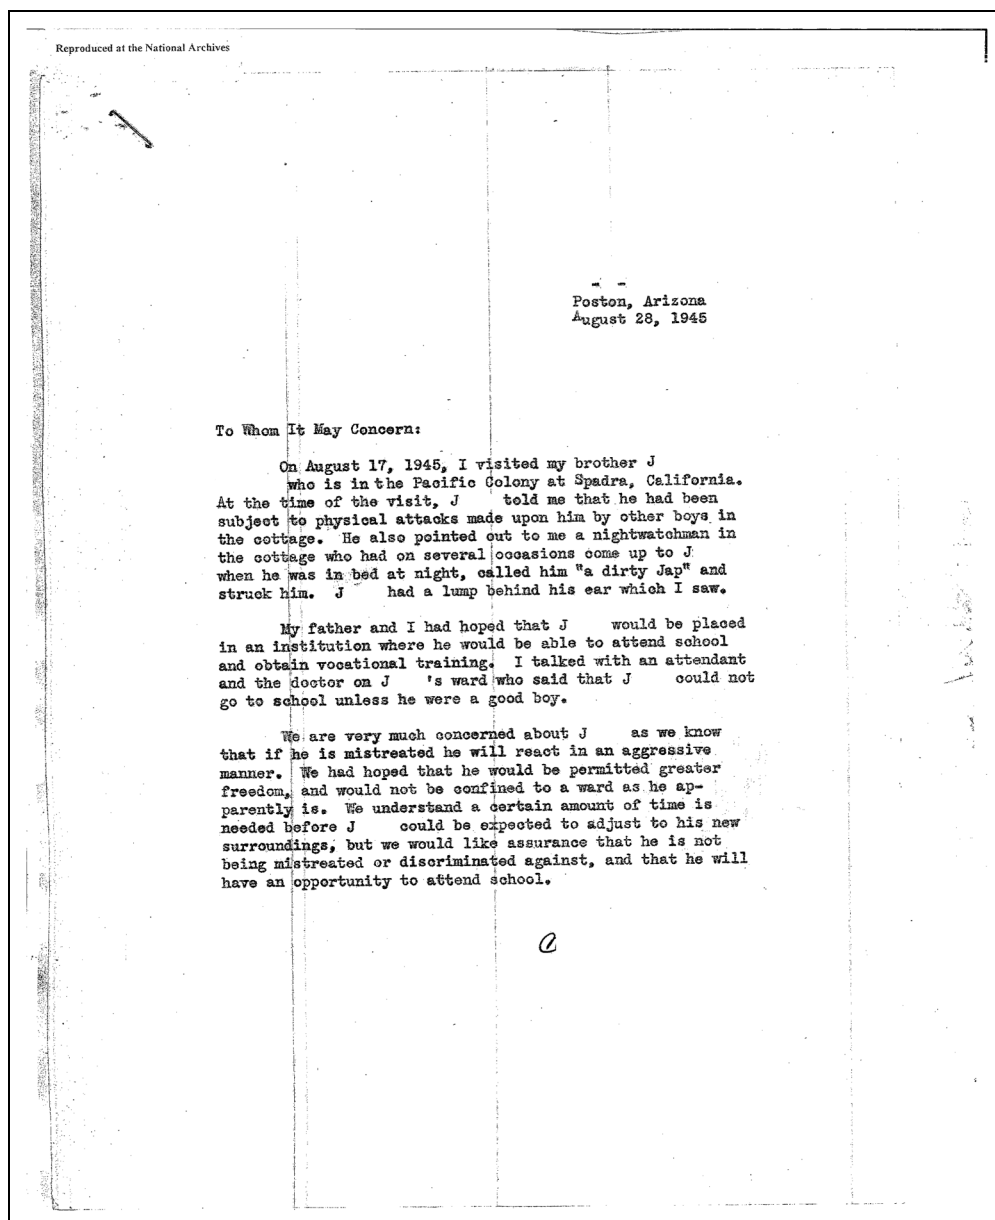 Reproduced at the National Archives
Poston, Arizona
August 28, 1945
To Whom It May Concern:
On August 17, 1945, I visited my brother J
who is in the Pacific Colony at Spadra, California.
At the time of the visit, J told me that he had been
subject to physical attacks made upon him by other boys in
the cottage. He also pointed out to me a nightwatchman in
the cottage who had on several occasions come up to J
when he was in bed at night, called him "a dirty Jap" and
struck him. J had a lump behind his ear which I saw.
My father and I had hoped that J would be placed
in an institution where he would be able to attend school
and obtain vocational training. I talked with an attendant
and the doctor on J 's ward who said that J could not
go to school unless he were a good boy.
We are very much concerned about J as we know
that if he is mistreated he will react in an aggressive
manner. We had hoped that he would be permitted greater
freedom, and would not be confined to a ward as he ap-
parently is. We understand a certain amount of time is
needed before J could be expected to adjust to his new
surroundings, but we would like assurance that he is not
being mistreated or discriminated against, and that he will
have an opportunity to attend school.